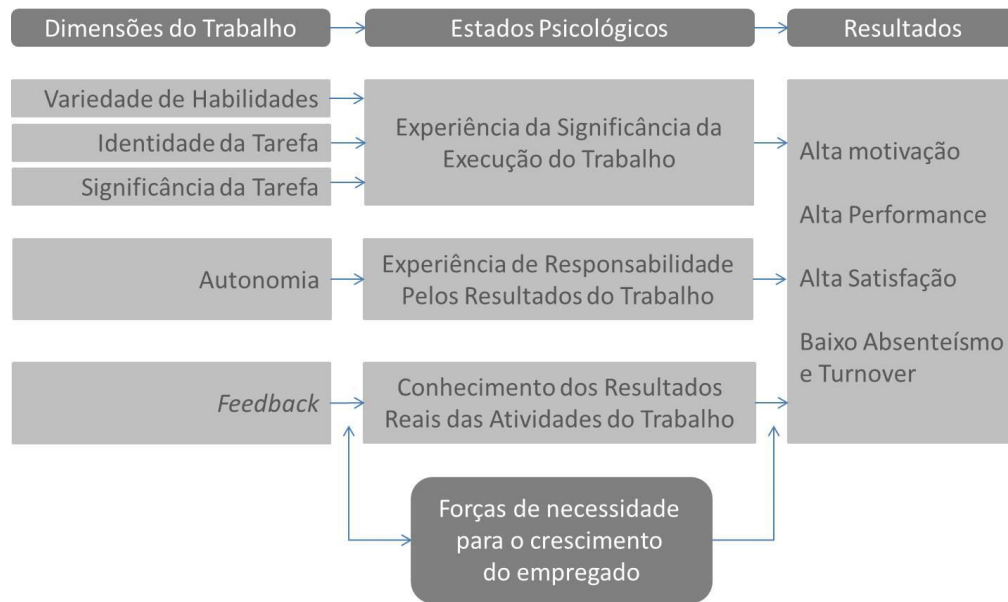 Dimensões do Trabalho
Estados Psicológicos
Resultados
Variedade de Habilidades
Identidade da Tarefa
Significância da Tarefa
Experiência da Significância da
Execução do Trabalho
Autonomia
Experiência de Responsabilidade
Pelos Resultados do Trabalho
Feedback
Conhecimento dos Resultados
Reais das Atividades do Trabalho
Alta motivação
Alta Performance
Alta Satisfação
Baixo Absenteísmo
e Turnover
Forças de necessidade
para o crescimento
do empregado